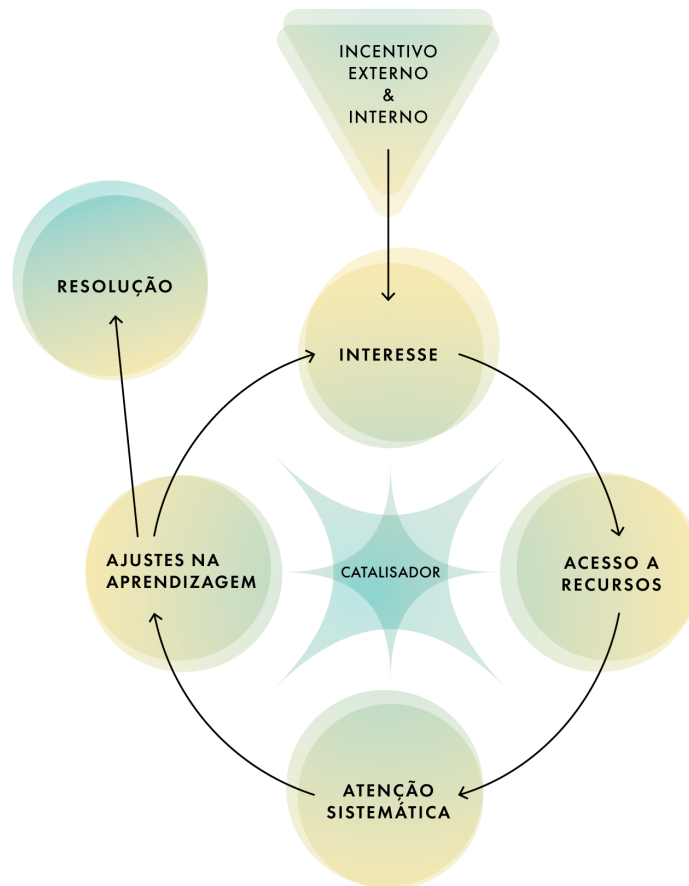 INCENTIVO
EXTERNO
&
INTERNO
RESOLUÇÃO
INTERESSE
AJUSTES NA
APRENDIZAGEM
CATALISADOR
ACESSO A
RECURSOS
ATENÇÃO
SISTEMÁTICA